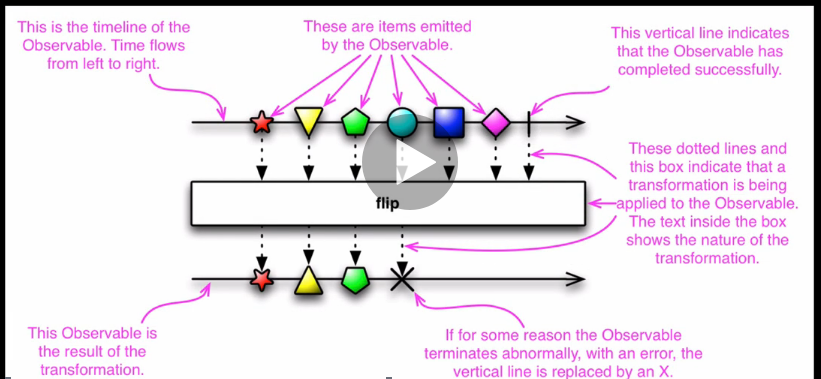 This is the timeline of the
Observable. Time flows
from left to right.
These are items emitted
by the Observable.
This vertical line indicates
that the Observable has
completed successfully.
These dotted lines and
this box indicate that a
transformation is being
applied to the Observable.
The text inside the box
shows the nature of the
transformation.
flip
This Observable is
the result of the
transformation.
If for some reason the Observable
terminates abnormally, with an error, the
vertical line is replaced by an X.